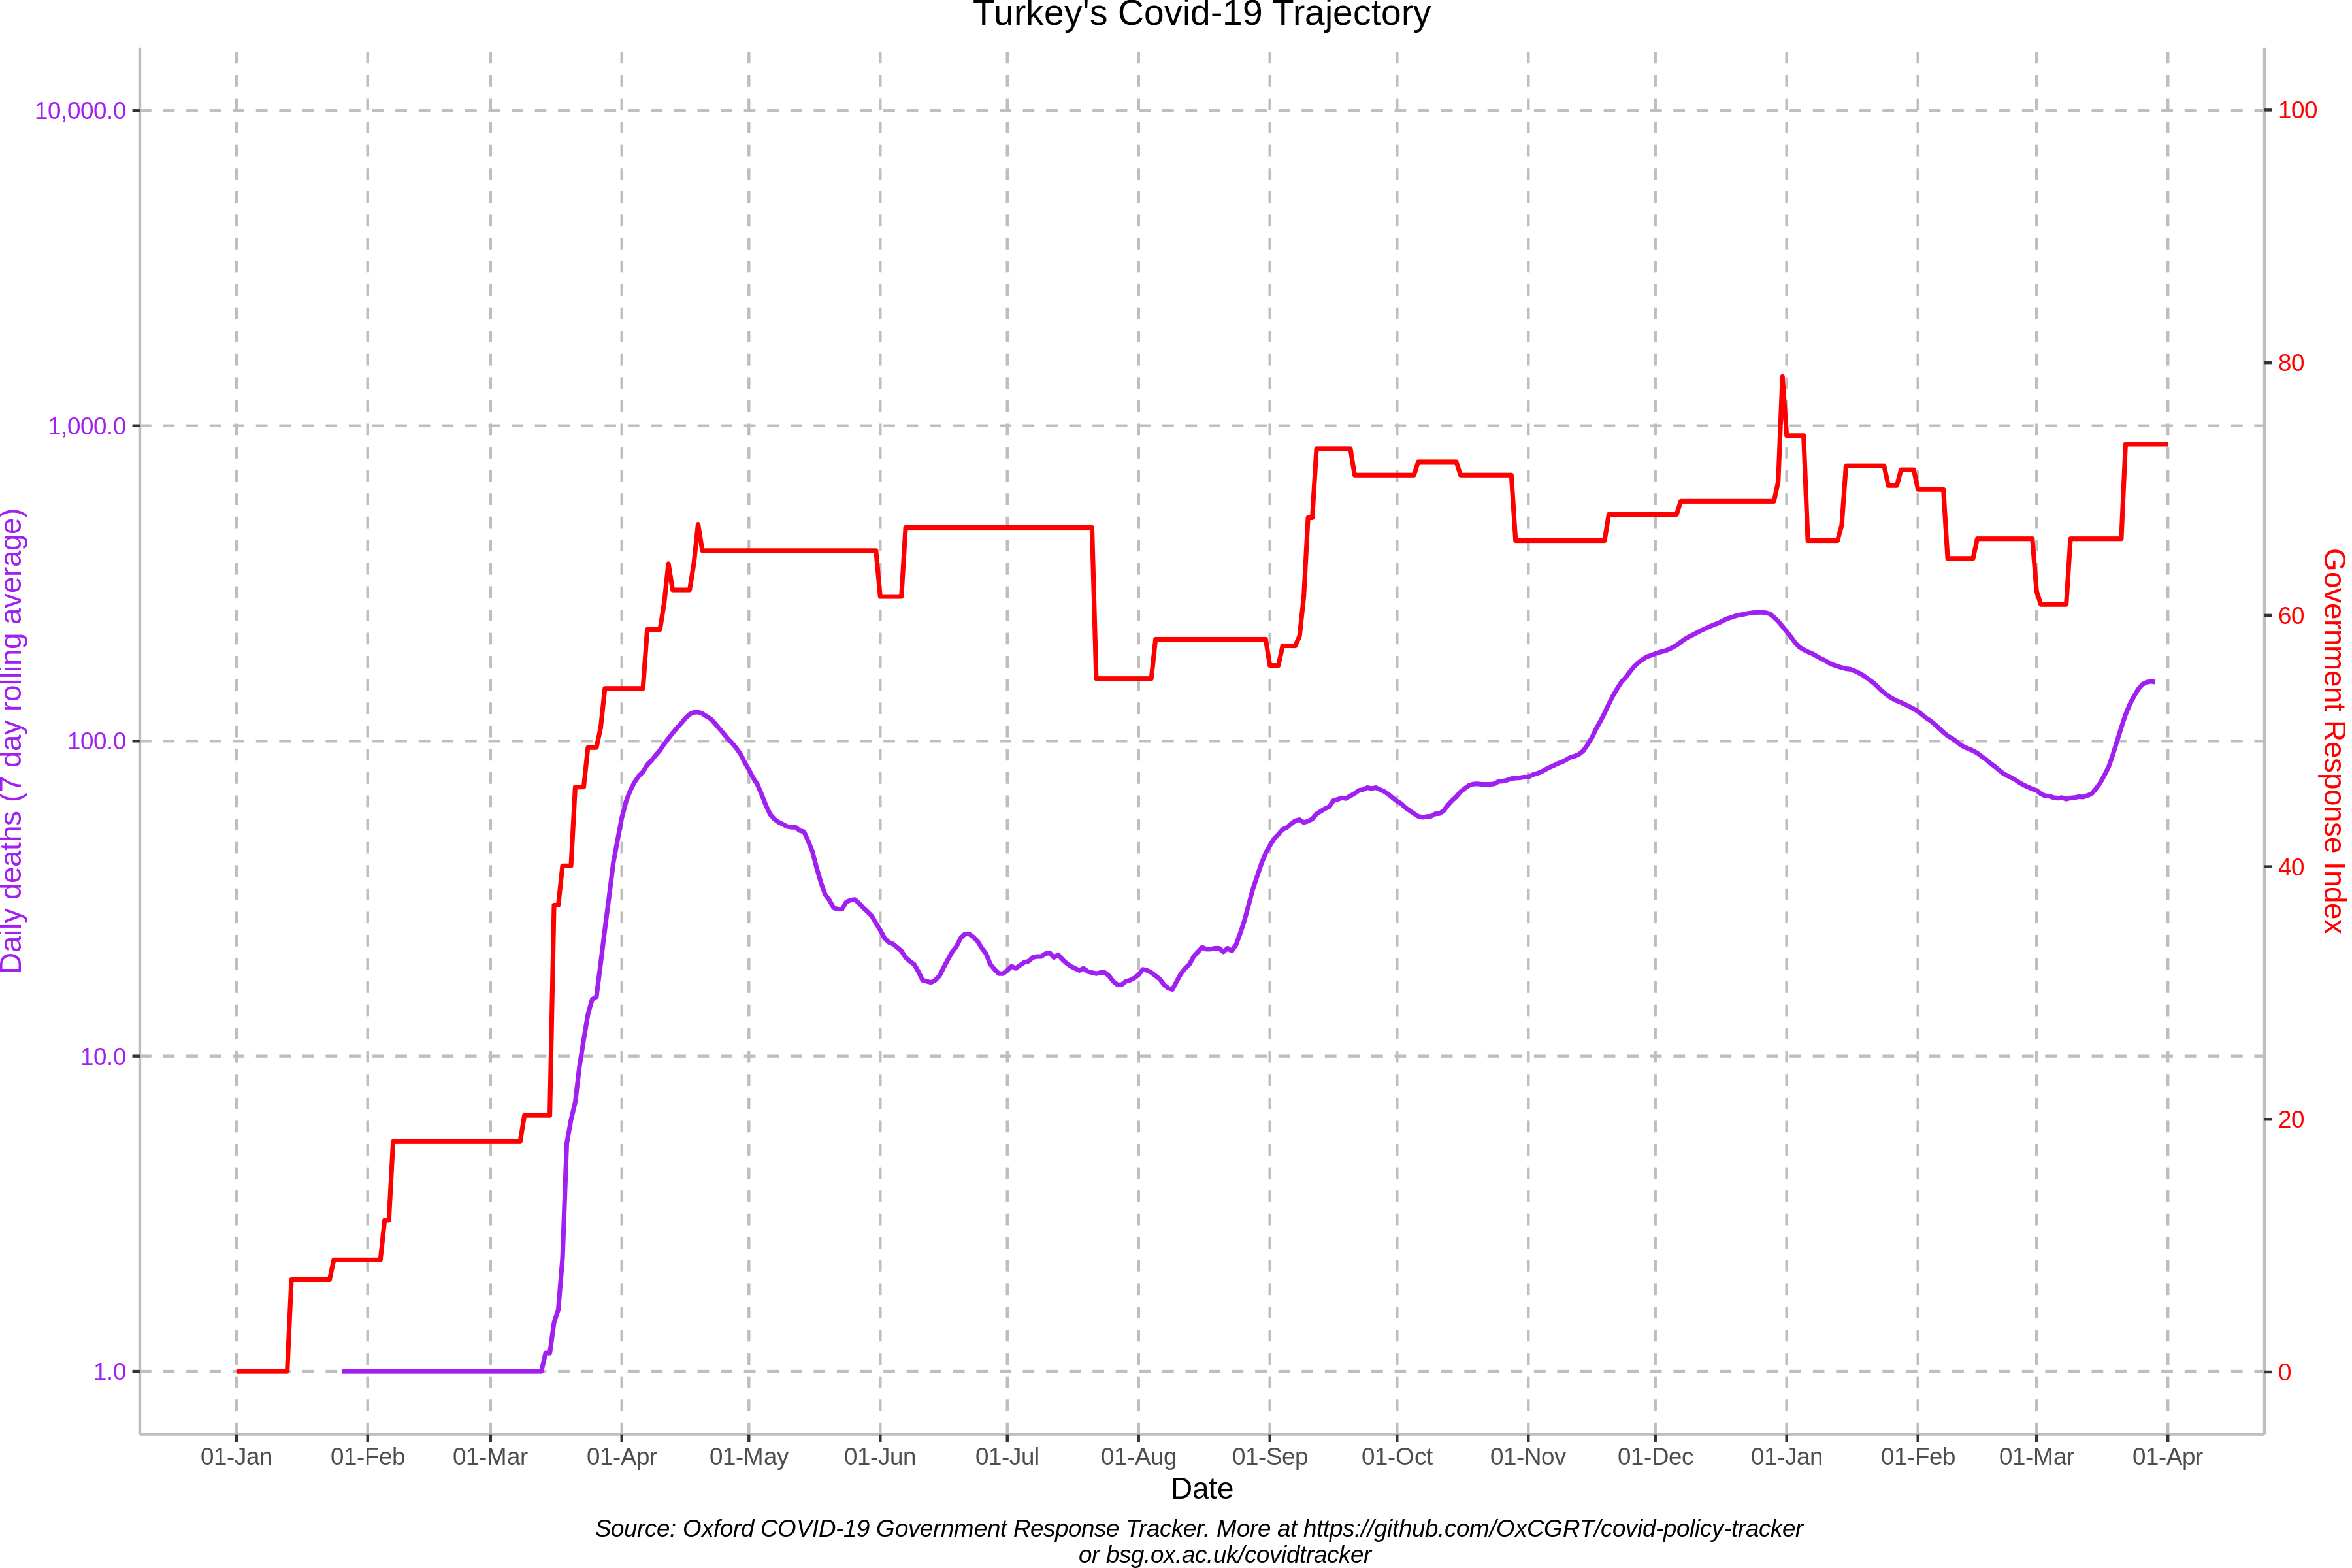 Turkey's Covid-19 Trajectory
Daily deaths (7 day rolling average)
10,000.0
1,000.0
100.0
10.0
1.0
100
80
60
40
20
0
Government Response Index
01-Jan 01-Feb 01-Mar 01-Apr 01-May 01-Jun 01-Jul 01-Aug 01-Sep 01-Oct 01-Nov 01-Dec 01-Jan 01-Feb 01-Mar 01-Apr
Date
Source: Oxford COVID-19 Government Response Tracker. More at https://github.com/OxCGRT/covid-policy-tracker
or bsg.ox.ac.uk/covidtracker